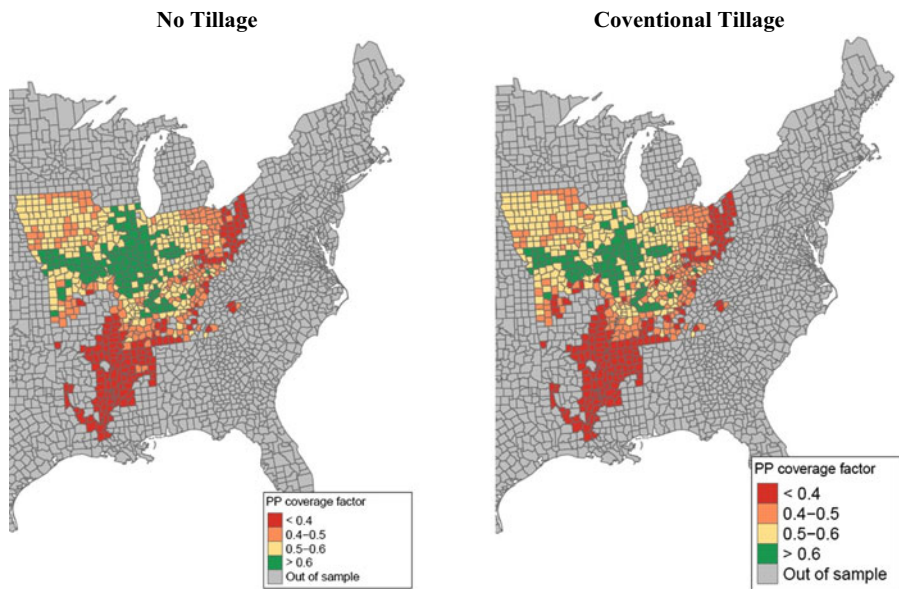 No Tillage
Coventional Tillage
PP coverage factor
< 0.4
0.4–0.5
0.5–0.6
> 0.6
Out of sample
PP coverage factor
< 0.4
0.4–0.5
0.5–0.6
> 0.6
Out of sample